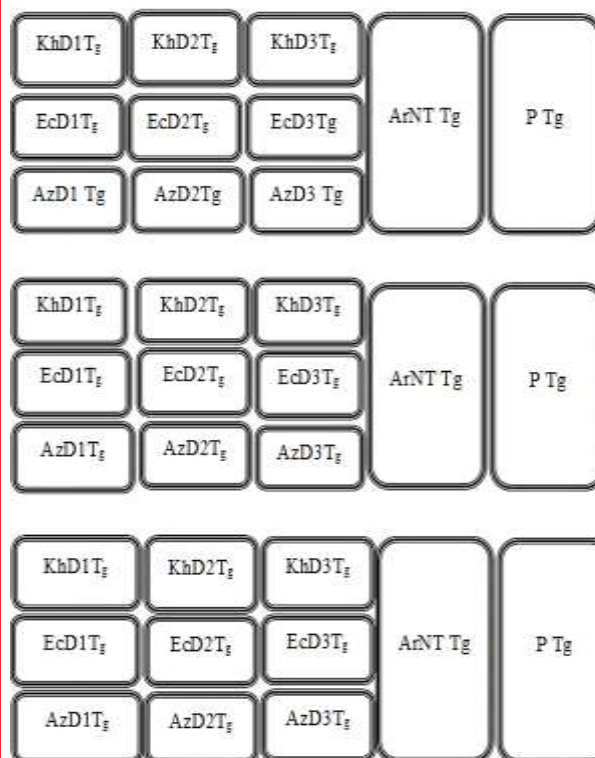 KhD1Tg KhD2Tg KhD3Tg
EcD1Tg EcD2Tg EcD3Tg ArNT Tg P Tg
AzD1 Tg AzD2Tg AzD3 Tg
KhD1Tg KhD2Tg KhD3Tg
EcD1Tg EcD2Tg EcD3Tg ArNT Tg P Tg
AzD1Tg AzD2Tg AzD3Tg
KhD1Tg KhD2Tg KhD3Tg
EcD1Tg EcD2Tg EcD3Tg ArNT Tg P Tg
AzD1Tg AzD2Tg AzD3Tg